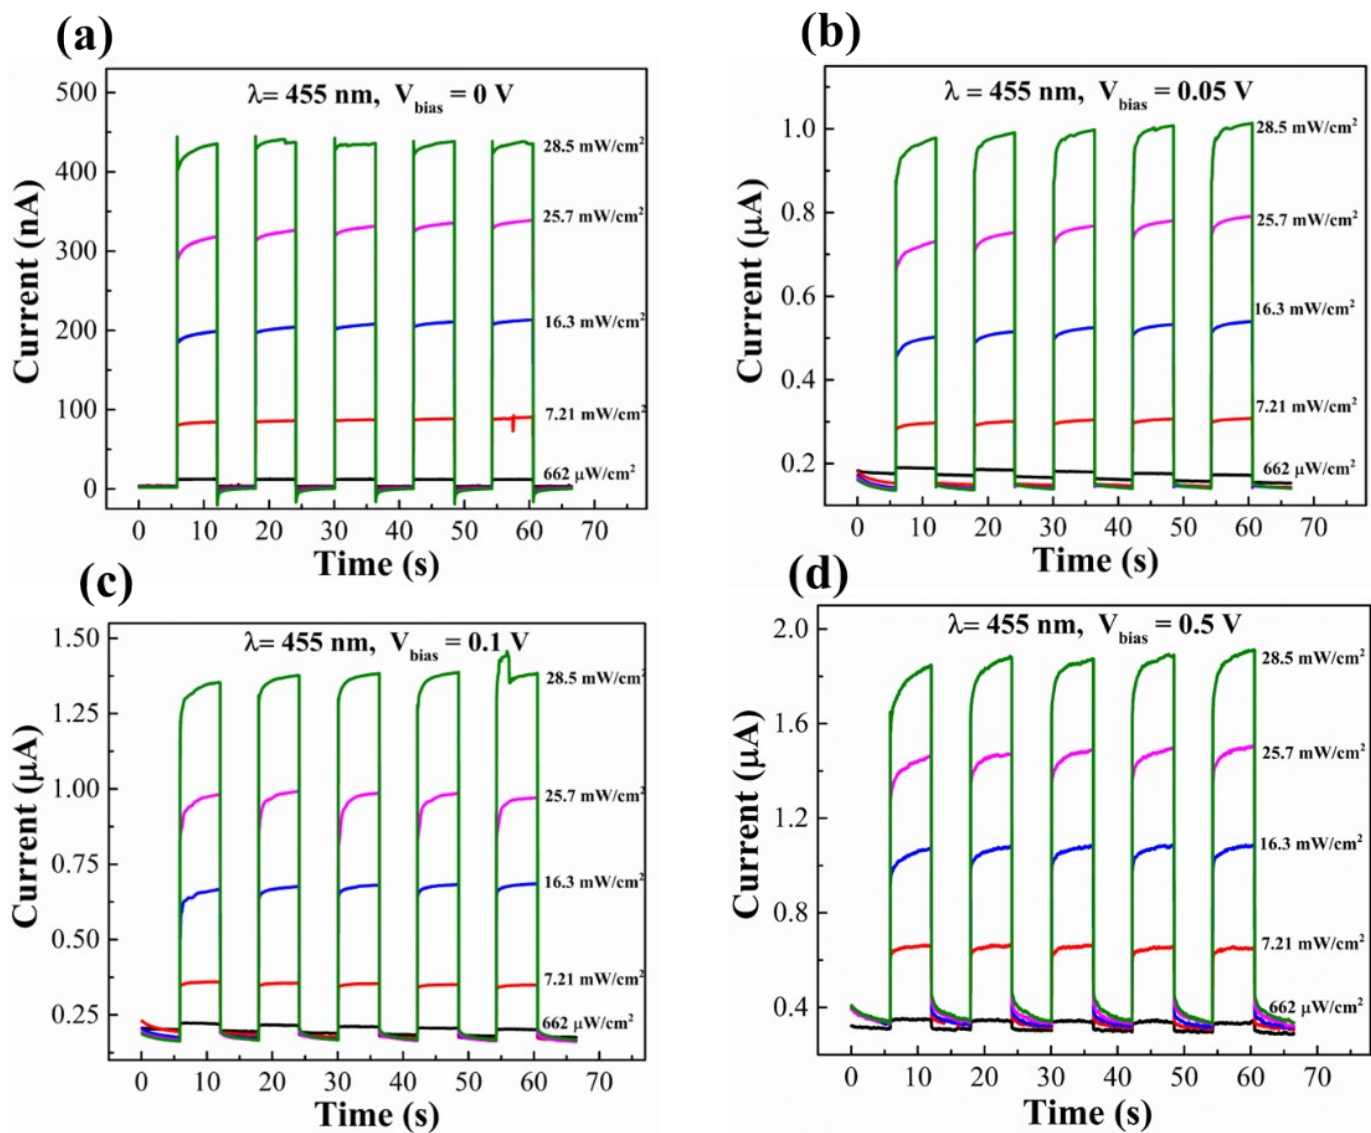 (a)
λ= 455 nm, V_bias = 0 V
500
400
300
200
100
0
Current (nA)
28.5 mW/cm²
25.7 mW/cm²
16.3 mW/cm²
7.21 mW/cm²
662 μW/cm²
0 10 20 30 40 50 60 70
Time (s)
(b)
λ = 455 nm, V_bias = 0.05 V
1.0
0.8
0.6
0.4
0.2
Current (μA)
28.5 mW/cm²
25.7 mW/cm²
16.3 mW/cm²
7.21 mW/cm²
662 μW/cm²
0 10 20 30 40 50 60 70
Time (s)
(c)
λ= 455 nm, V_bias = 0.1 V
1.50
1.25
1.00
0.75
0.50
0.25
Current (μA)
28.5 mW/cm²
25.7 mW/cm²
16.3 mW/cm²
7.21 mW/cm²
662 μW/cm²
0 10 20 30 40 50 60 70
Time (s)
(d)
λ= 455 nm, V_bias = 0.5 V
2.0
1.6
1.2
0.8
0.4
Current (μA)
28.5 mW/cm²
25.7 mW/cm²
16.3 mW/cm²
7.21 mW/cm²
662 μW/cm²
0 10 20 30 40 50 60 70
Time (s)